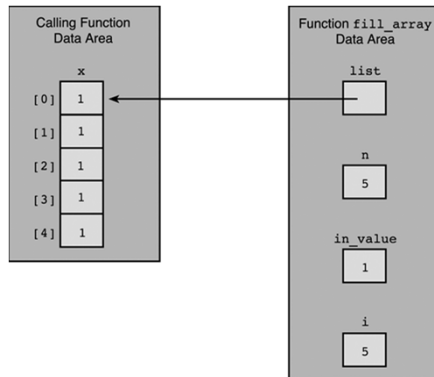 Calling Function
Data Area
x
[0] 1
[1] 1
[2] 1
[3] 1
[4] 1
Function fill_array
Data Area
list
n
5
in_value
1
i
5